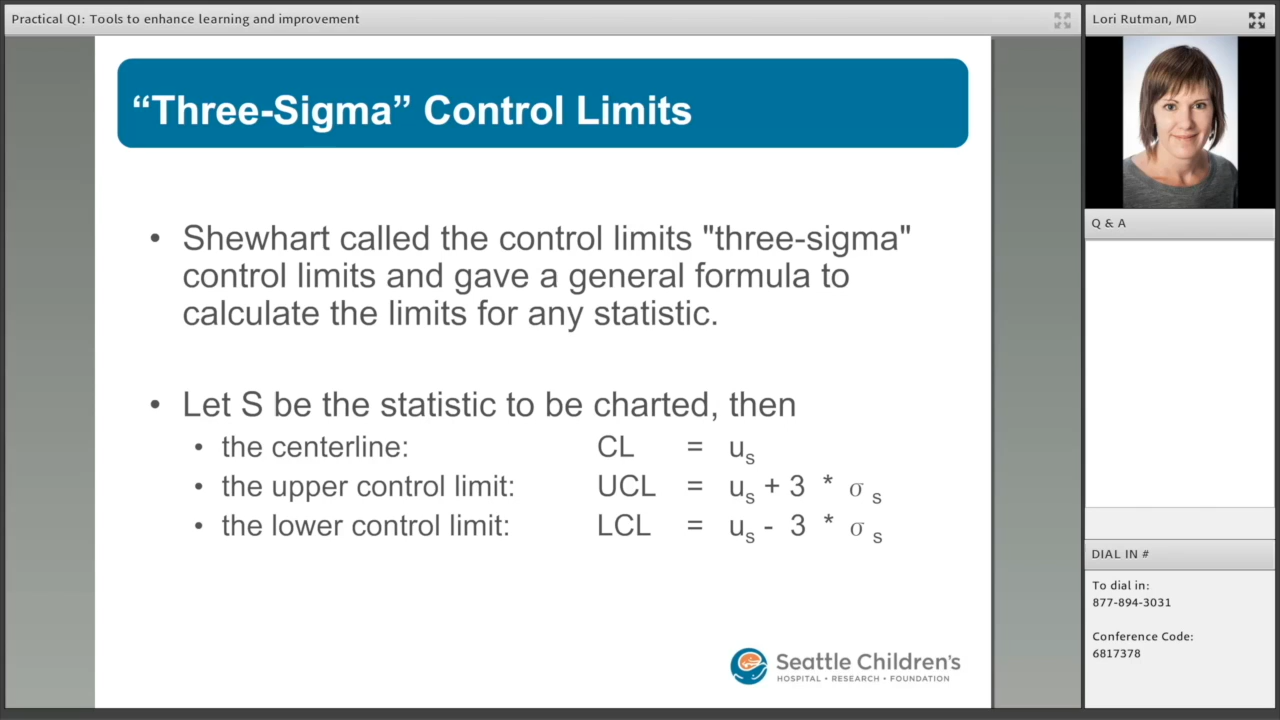 Practical QI: Tools to enhance learning and improvement
“Three-Sigma” Control Limits
• Shewhart called the control limits "three-sigma"
control limits and gave a general formula to
calculate the limits for any statistic.
• Let S be the statistic to be charted, then
• the centerline: CL = us
• the upper control limit: UCL = us + 3 * σ s
• the lower control limit: LCL = us - 3 * σ s
Seattle Children's
HOSPITAL • RESEARCH • FOUNDATION
Lori Rutman, MD
Q & A
DIAL IN #
To dial in:
877-894-3031
Conference Code:
6817378